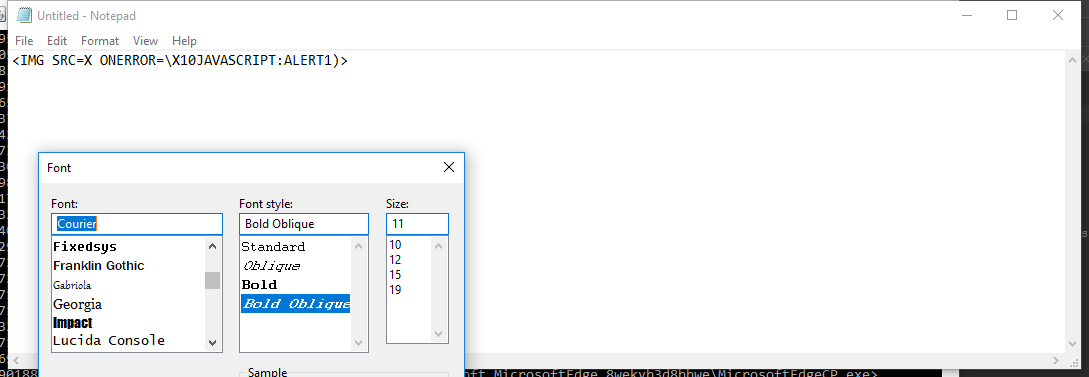 Untitled - Notepad
File Edit Format View Help
<IMG SRC=X ONERROR=\X10JAVASCRIPT:ALERT1)>
Font
Font: Font style: Size:
Courier Bold Oblique 11
Fixedsys Standard 10
Franklin Gothic Oblique 12
Gabriola Bold 15
Georgia Bold Oblique 19
Impact
Lucida Console
Sample
90188 soft.MicrosoftEdge_8wekyb3d8bbwe\MicrosoftEdgeCP.exe>